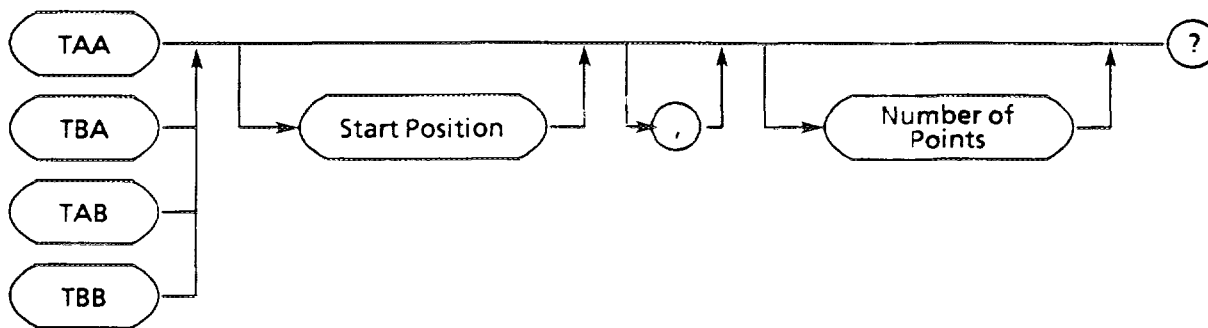 TAA
?
TBA
Start Position
,
Number of
Points
TAB
TBB